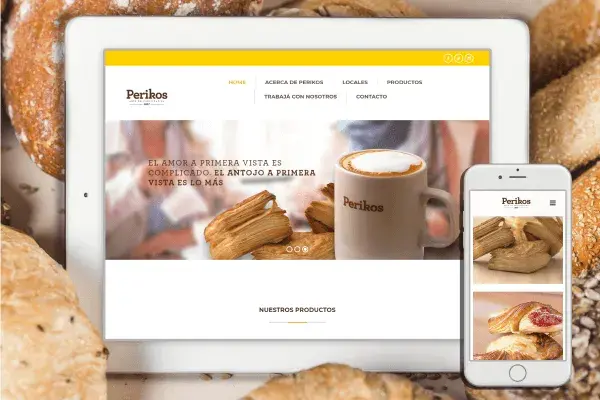 HOME
ACERCA DE PERIKOS
LOCALES
PRODUCTOS
TRABAJÁ CON NOSOTROS
CONTACTO
Perikos
EL AMOR A PRIMERA VISTA ES
COMPLICADO. EL ANTOJO A PRIMERA
VISTA ES LO MÁS
Perikos
NUESTROS PRODUCTOS
Perikos